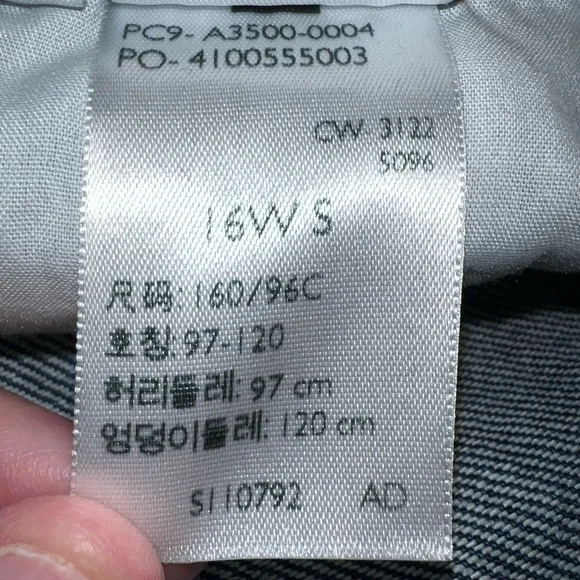 PC9- A3500-0004
PO- 4100555003
CW 3122
5096
16W S
尺码: 160/96C
호칭: 97-120
허리둘레: 97 cm
엉덩이둘레: 120 cm
S110792 AD